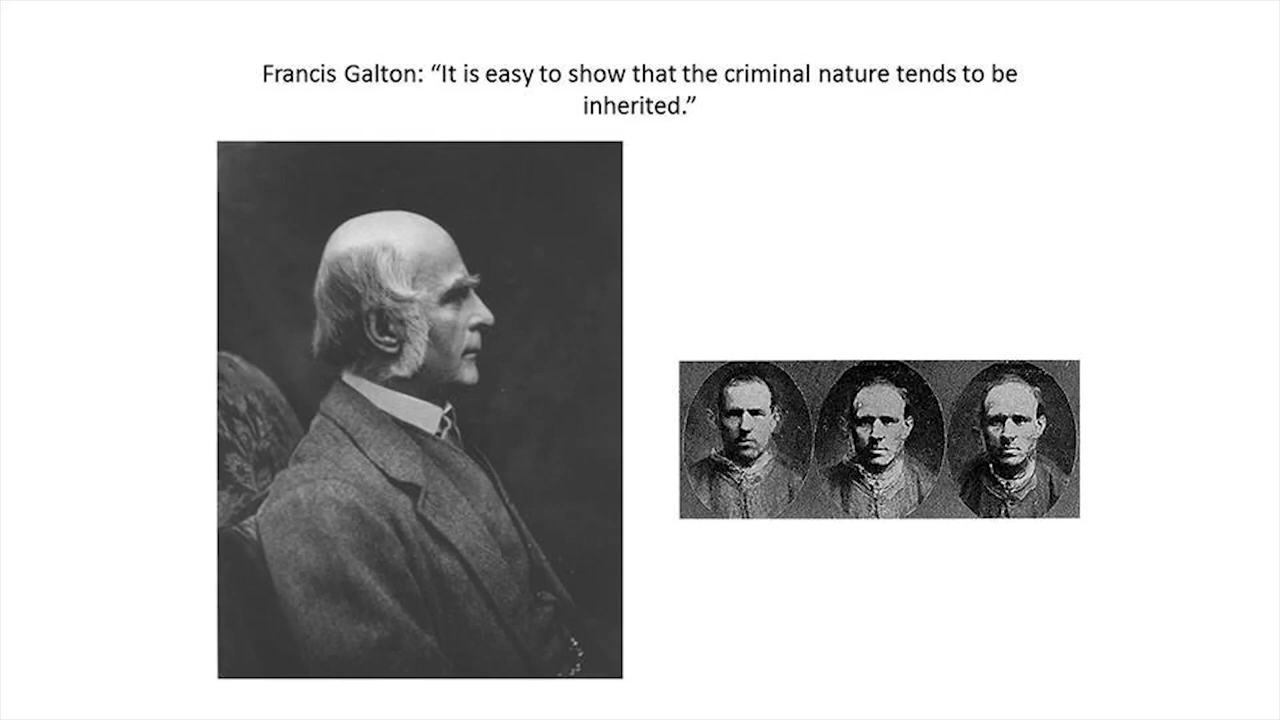 Francis Galton: “It is easy to show that the criminal nature tends to be
inherited.”